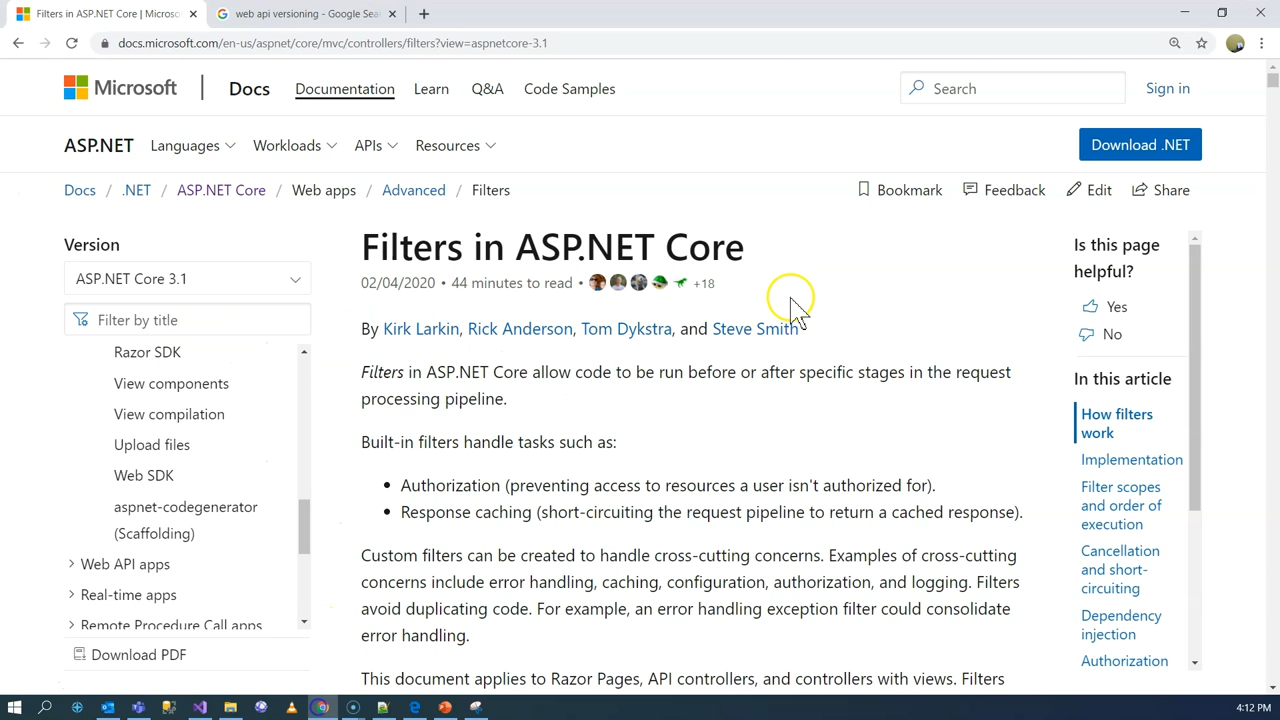 Filters in ASP.NET Core | Microso
web api versioning - Google Sea
docs.microsoft.com/en-us/aspnet/core/mvc/controllers/filters?view=aspnetcore-3.1
Microsoft
Docs
Documentation
Learn
Q&A
Code Samples
Search
Sign in
ASP.NET
Languages
Workloads
APIs
Resources
Download .NET
Docs / .NET / ASP.NET Core / Web apps / Advanced / Filters
Bookmark
Feedback
Edit
Share
Version
ASP.NET Core 3.1
Filter by title
Razor SDK
View components
View compilation
Upload files
Web SDK
aspnet-codegenerator
(Scaffolding)
Web API apps
Real-time apps
Remote Procedure Call apps
Download PDF
Filters in ASP.NET Core
02/04/2020 • 44 minutes to read • +18
By Kirk Larkin, Rick Anderson, Tom Dykstra, and Steve Smith
Filters in ASP.NET Core allow code to be run before or after specific stages in the request
processing pipeline.
Built-in filters handle tasks such as:
• Authorization (preventing access to resources a user isn't authorized for).
• Response caching (short-circuiting the request pipeline to return a cached response).
Custom filters can be created to handle cross-cutting concerns. Examples of cross-cutting
concerns include error handling, caching, configuration, authorization, and logging. Filters
avoid duplicating code. For example, an error handling exception filter could consolidate
error handling.
This document applies to Razor Pages, API controllers, and controllers with views. Filters
Is this page
helpful?
Yes
No
In this article
How filters
work
Implementation
Filter scopes
and order of
execution
Cancellation
and short-
circuiting
Dependency
injection
Authorization
4:12 PM